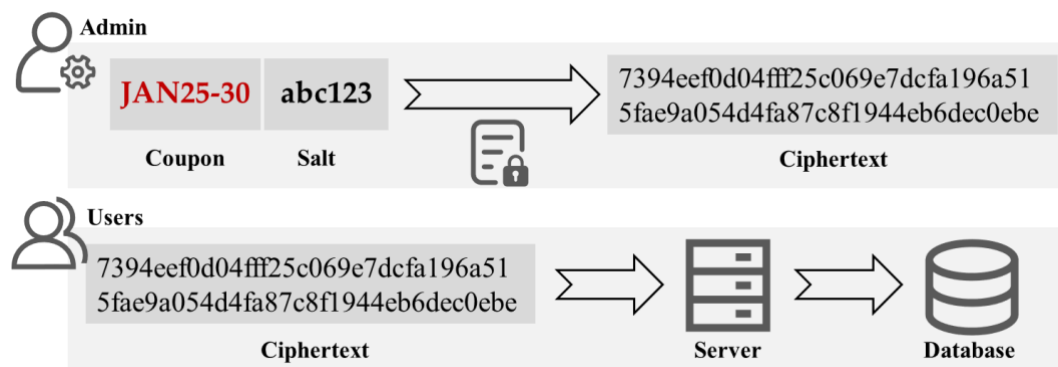 Admin
JAN25-30 abc123
7394eef0d04fff25c069e7dcfa196a51
5fae9a054d4fa87c8f1944eb6dec0ebe
Coupon Salt Ciphertext
Users
7394eef0d04fff25c069e7dcfa196a51
5fae9a054d4fa87c8f1944eb6dec0ebe
Ciphertext Server Database